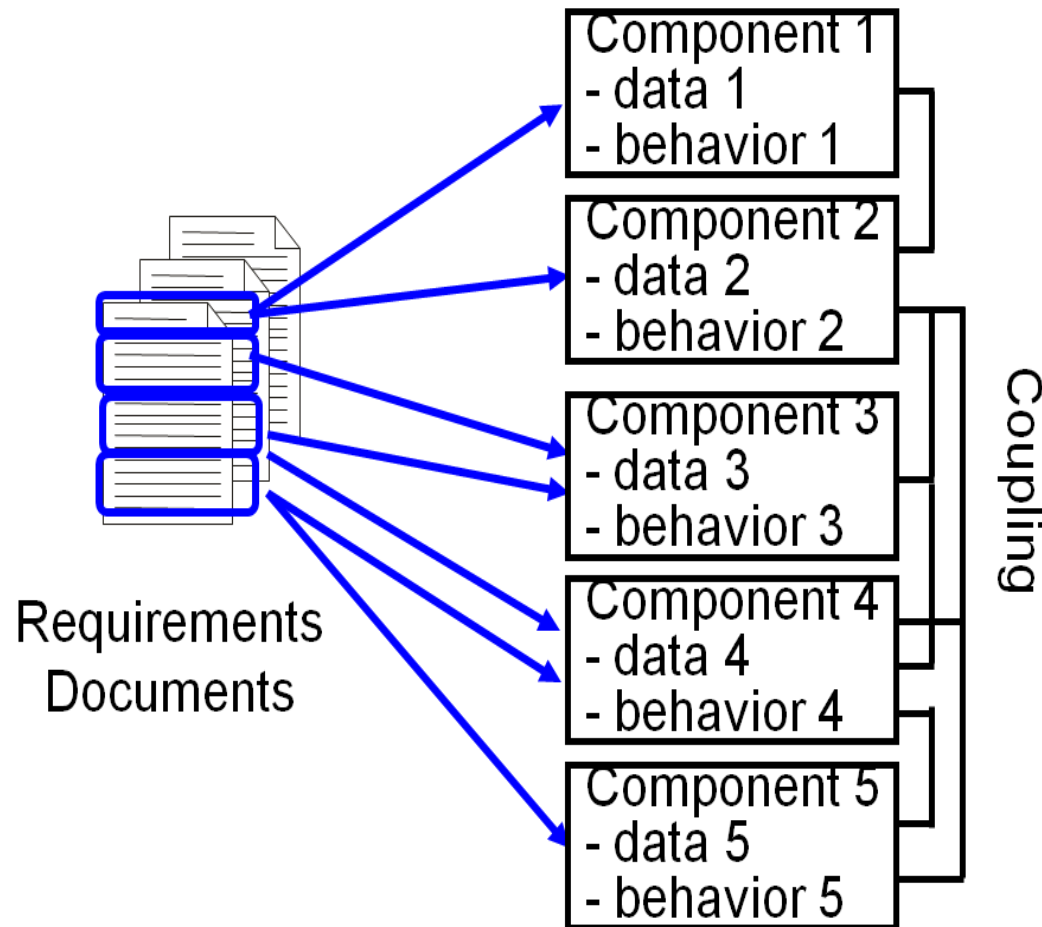 Component 1
- data 1
- behavior 1
Component 2
- data 2
- behavior 2
Component 3
- data 3
- behavior 3
Component 4
- data 4
- behavior 4
Component 5
- data 5
- behavior 5
Requirements
Documents
Coupling